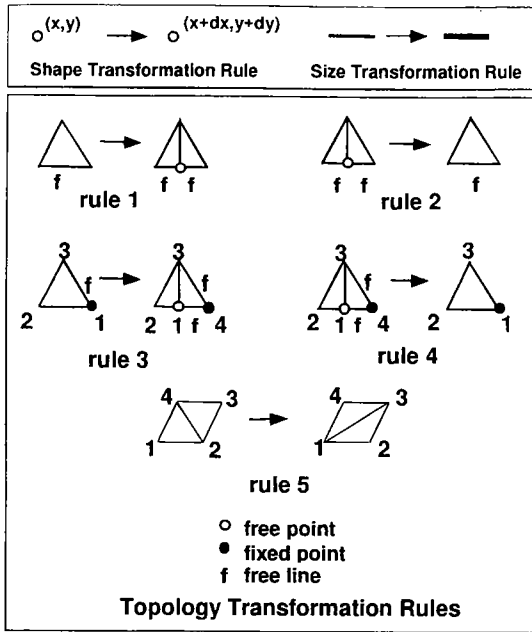 (x,y) (x+dx,y+dy)
Shape Transformation Rule Size Transformation Rule
f f f f f f
rule 1 rule 2
3 3 3 3
f f f f
2 1 2 1 f 4 2 1 f 4 2 1
rule 3 rule 4
4 3 4 3
1 2 1 2
rule 5
free point
fixed point
f free line
Topology Transformation Rules